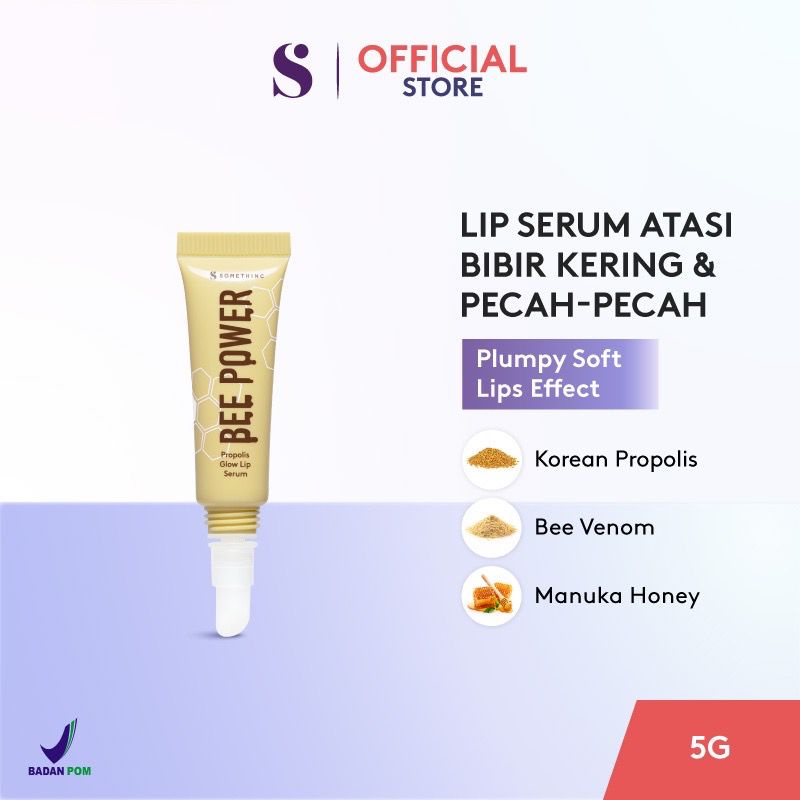 S | OFFICIAL
STORE
LIP SERUM ATASI
BIBIR KERING &
PECAH-PECAH
Plumpy Soft
Lips Effect
Korean Propolis
Bee Venom
Manuka Honey
SOMETHINC
BEE POWER
Propolis
Glow Lip
Serum
BADAN POM
5G